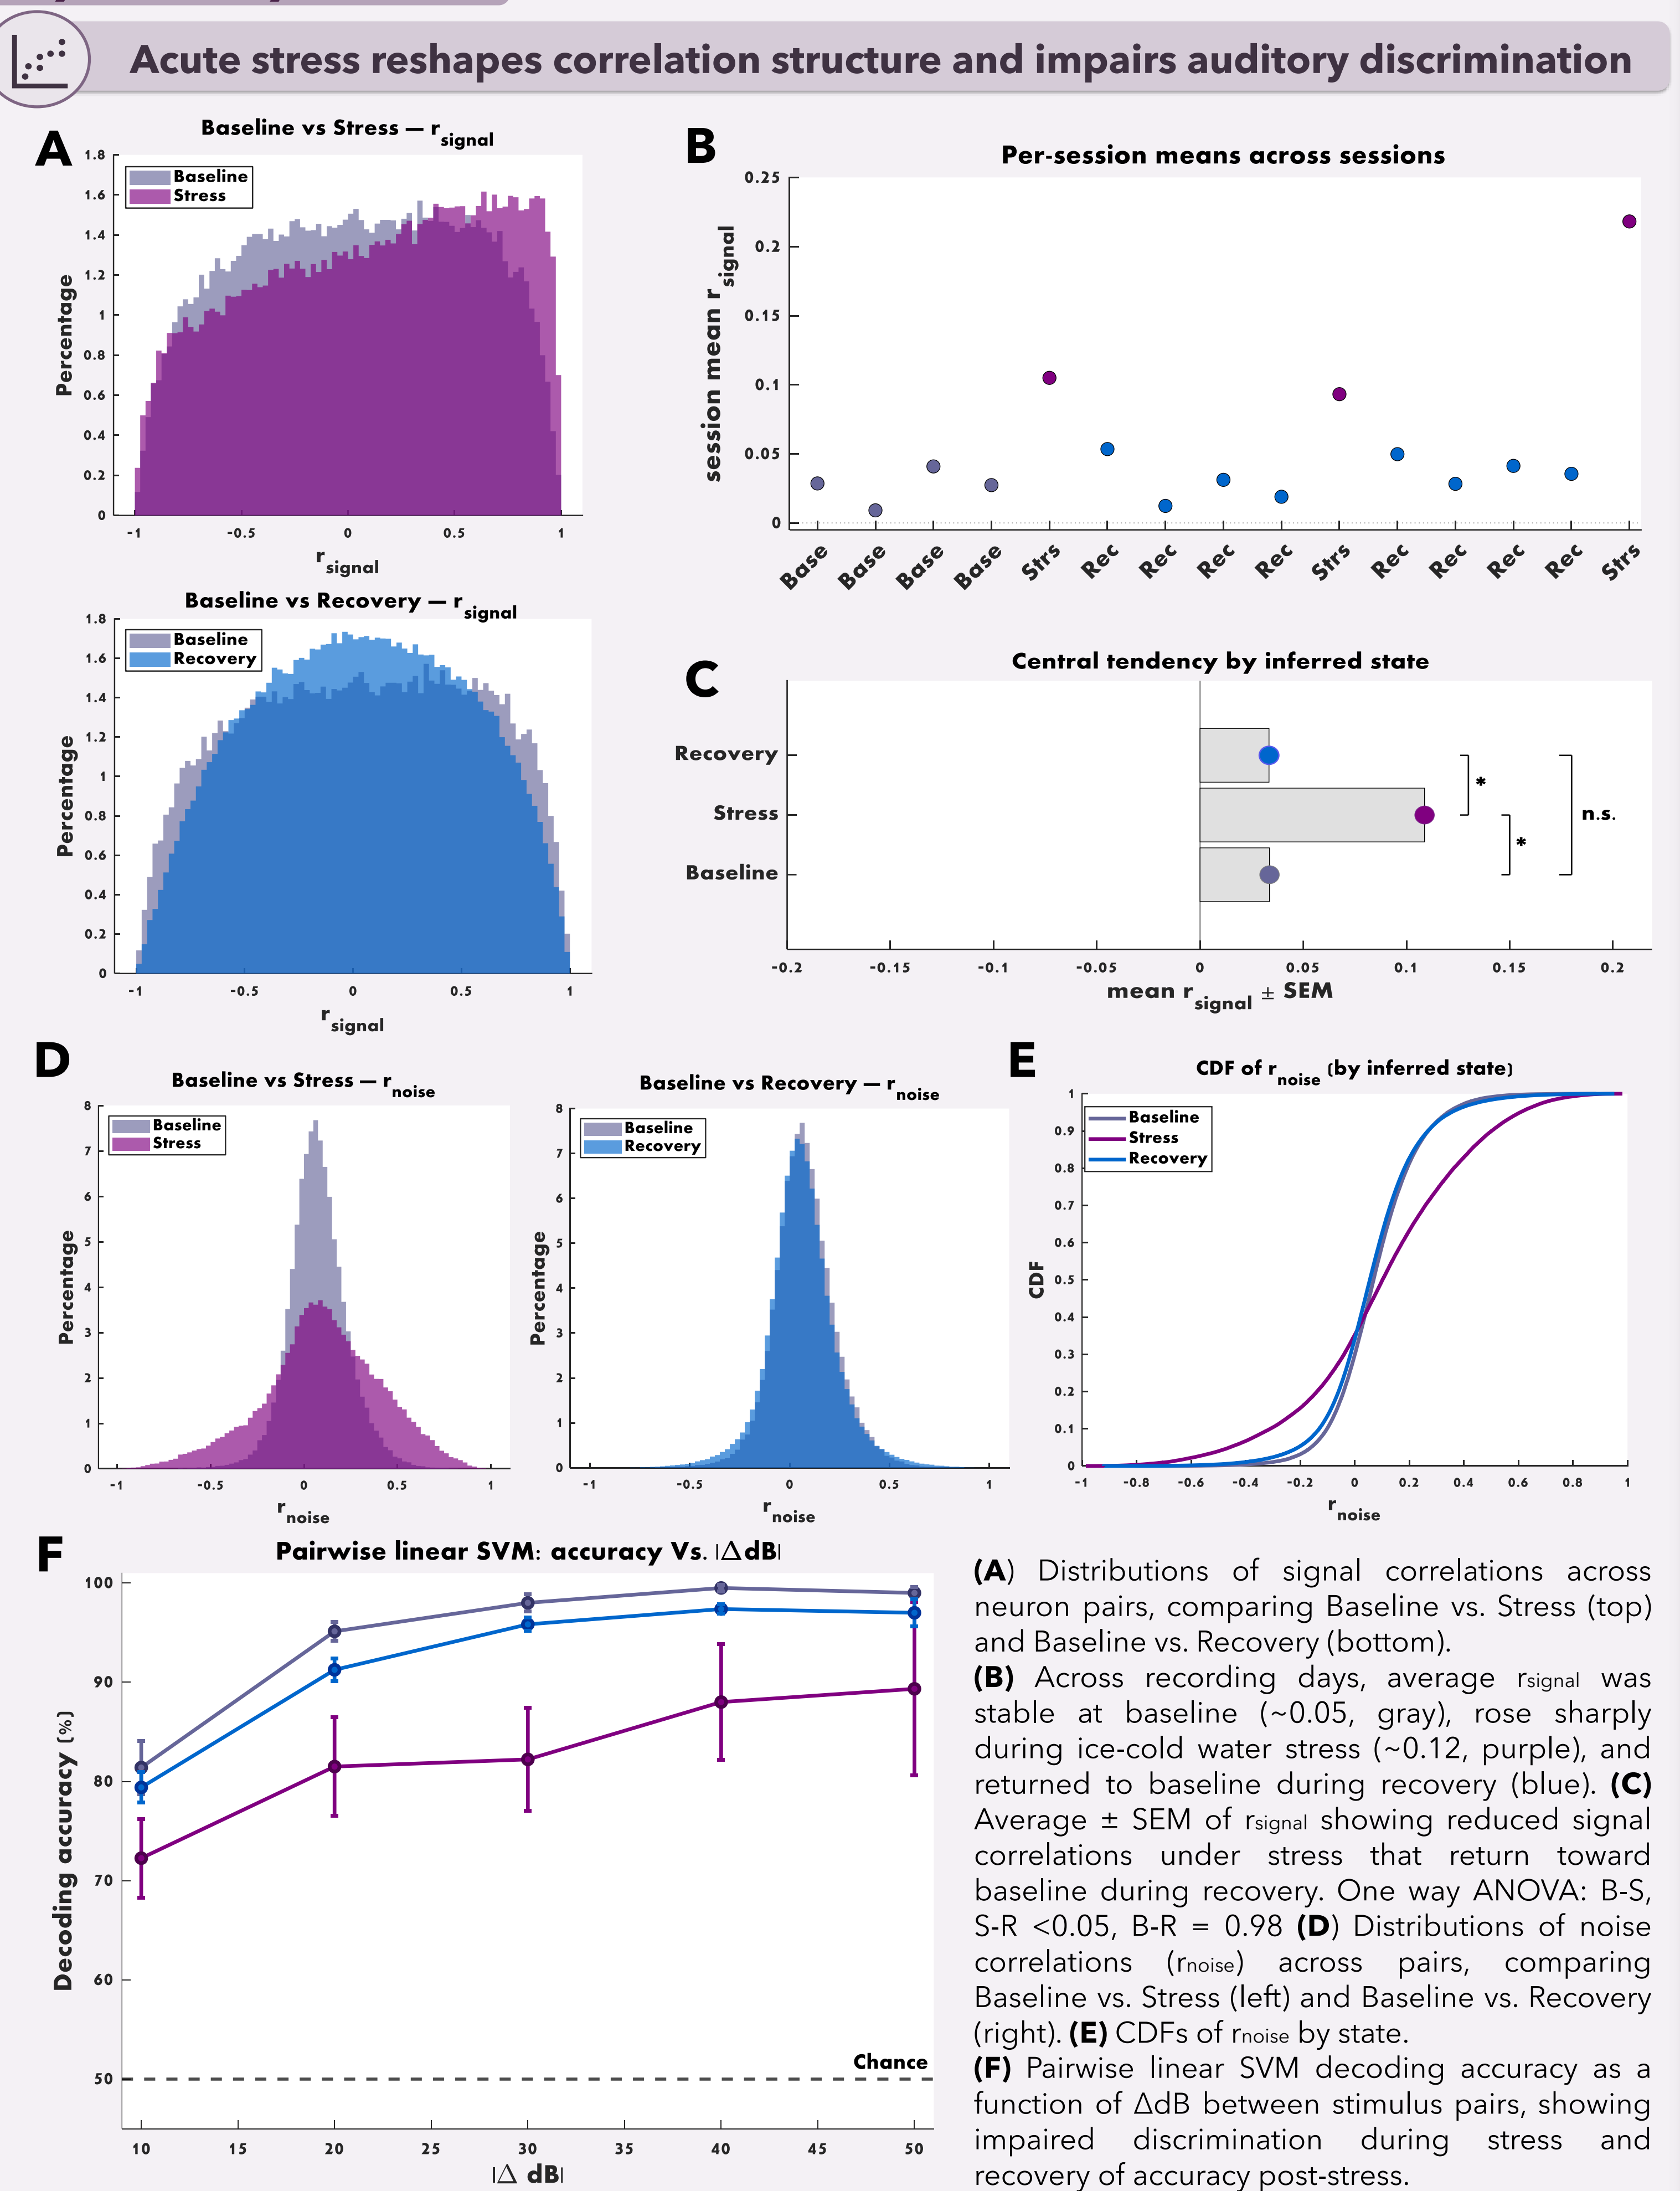 Acute stress reshapes correlation structure and impairs auditory discrimination
A
Baseline vs Stress — rsignal
Baseline
Stress
1.8
1.6
1.4
1.2
1
0.8
0.6
0.4
0.2
0
Percentage
-1 -0.5 0 0.5 1
rsignal
Baseline vs Recovery — rsignal
Baseline
Recovery
1.8
1.6
1.4
1.2
1
0.8
0.6
0.4
0.2
0
Percentage
-1 -0.5 0 0.5 1
rsignal
B
Per-session means across sessions
0.25
0.2
0.15
0.1
0.05
0
session mean rsignal
Base Base Base Base Strs Rec Rec Rec Rec Strs Rec Rec Rec Rec Strs
C
Central tendency by inferred state
Recovery
Stress
Baseline
*
*
n.s.
-0.2 -0.15 -0.1 -0.05 0 0.05 0.1 0.15 0.2
mean rsignal ± SEM
D
Baseline vs Stress — rnoise
Baseline
Stress
8
7
6
5
4
3
2
1
0
Percentage
-1 -0.5 0 0.5 1
rnoise
Baseline vs Recovery — rnoise
Baseline
Recovery
8
7
6
5
4
3
2
1
0
Percentage
-1 -0.5 0 0.5 1
rnoise
E
CDF of rnoise (by inferred state)
Baseline
Stress
Recovery
1
0.9
0.8
0.7
0.6
0.5
0.4
0.3
0.2
0.1
0
CDF
-1 -0.8 -0.6 -0.4 -0.2 0 0.2 0.4 0.6 0.8 1
rnoise
F
Pairwise linear SVM: accuracy Vs. |ΔdB|
100
90
80
70
60
50
Decoding accuracy (%)
Chance
10 15 20 25 30 35 40 45 50
|Δ dB|
(A) Distributions of signal correlations across
neuron pairs, comparing Baseline vs. Stress (top)
and Baseline vs. Recovery (bottom).
(B) Across recording days, average rsignal was
stable at baseline (~0.05, gray), rose sharply
during ice-cold water stress (~0.12, purple), and
returned to baseline during recovery (blue). (C)
Average ± SEM of rsignal showing reduced signal
correlations under stress that return toward
baseline during recovery. One way ANOVA: B-S,
S-R <0.05, B-R = 0.98 (D) Distributions of noise
correlations (rnoise) across pairs, comparing
Baseline vs. Stress (left) and Baseline vs. Recovery
(right). (E) CDFs of rnoise by state.
(F) Pairwise linear SVM decoding accuracy as a
function of ΔdB between stimulus pairs, showing
impaired discrimination during stress and
recovery of accuracy post-stress.